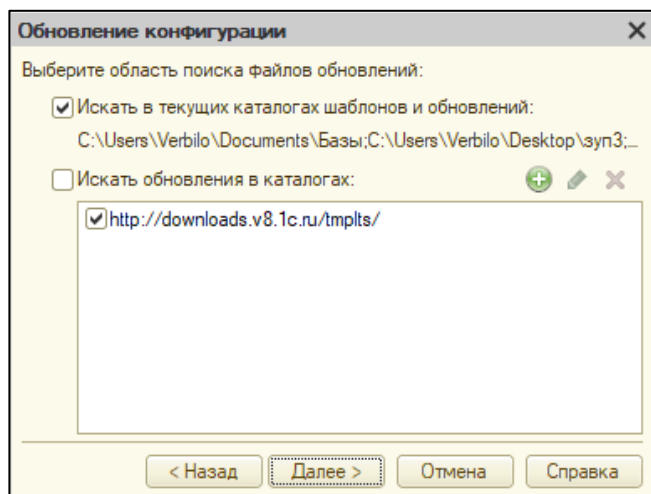 Обновление конфигурации
Выберите область поиска файлов обновлений:
Искать в текущих каталогах шаблонов и обновлений:
C:\Users\Verbilo\Documents\Базы;C:\Users\Verbilo\Desktop\зуп3;...
Искать обновления в каталогах:
http://downloads.v8.1c.ru/tmplts/
< Назад Далее > Отмена Справка